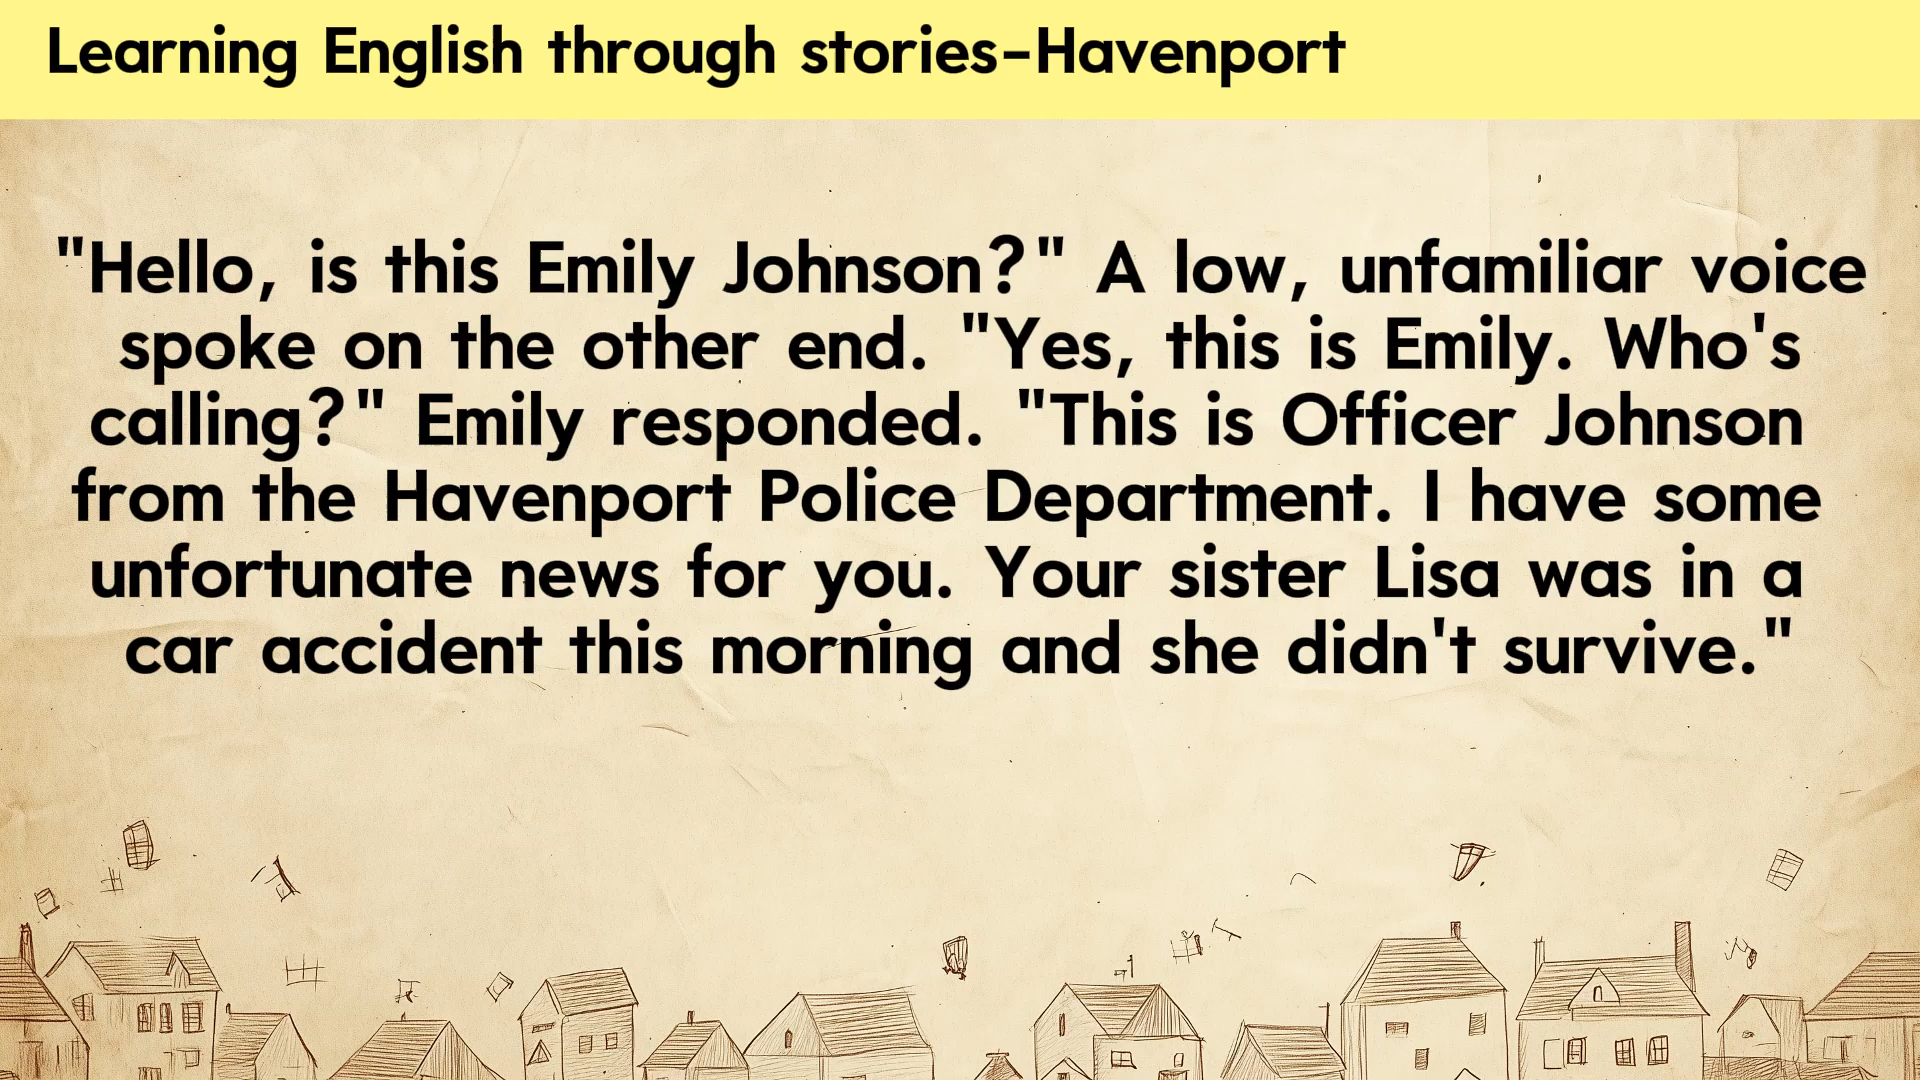 Learning English through stories-Havenport
"Hello, is this Emily Johnson?" A low, unfamiliar voice
spoke on the other end. "Yes, this is Emily. Who's
calling?" Emily responded. "This is Officer Johnson
from the Havenport Police Department. I have some
unfortunate news for you. Your sister Lisa was in a
car accident this morning and she didn't survive."